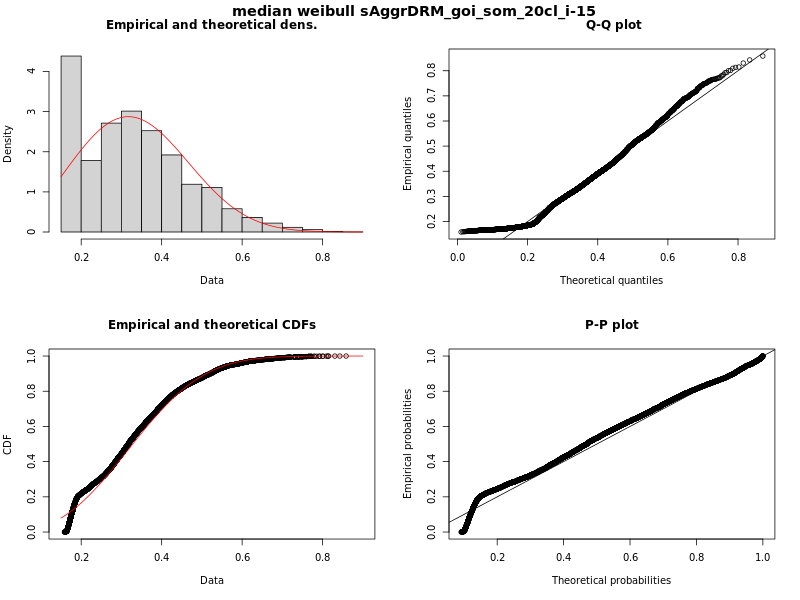 median weibull sAggrDRM_goi_som_20cl_i-15
Empirical and theoretical dens.
Density
0 1 2 3 4
0.2 0.4 0.6 0.8
Data
Q-Q plot
Empirical quantiles
0.2 0.3 0.4 0.5 0.6 0.7 0.8
0.0 0.2 0.4 0.6 0.8
Theoretical quantiles
Empirical and theoretical CDFs
CDF
0.0 0.2 0.4 0.6 0.8 1.0
0.2 0.4 0.6 0.8
Data
P-P plot
Empirical probabilities
0.0 0.2 0.4 0.6 0.8 1.0
0.2 0.4 0.6 0.8 1.0
Theoretical probabilities